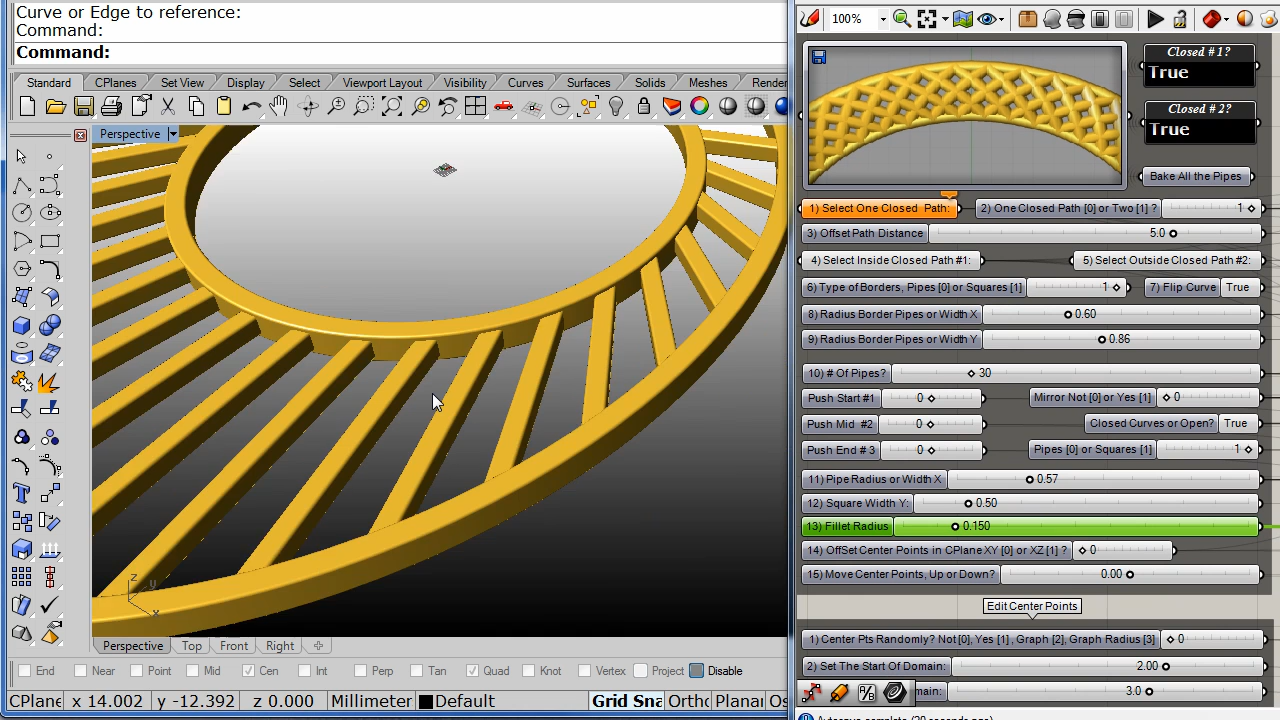 Curve or Edge to reference:
Command:
Command:
Standard CPlanes Set View Display Select Viewport Layout Visibility Curves Surfaces Solids Meshes Render
Perspective
z
y
x
Perspective Top Front Right
End Near Point Mid Cen Int Perp Tan Quad Knot Vertex Project Disable
CPlane x 14.002 y 12.392 z 0.000 Millimeter Default Grid Sna Ortho Planar Os
100%
Closed # 1?
True
Closed # 2?
True
Bake All the Pipes
1) Select One Closed Path: 2) One Closed Path [0] or Two [1] ? 1
3) Offset Path Distance 5.0
4) Select Inside Closed Path #1: 5) Select Outside Closed Path #2:
6) Type of Borders, Pipes [0] or Squares [1] 1 7) Flip Curve True
8) Radius Border Pipes or Width X 0.60
9) Radius Border Pipes or Width Y 0.86
10) # Of Pipes? 30
Push Start #1 0 Mirror Not [0] or Yes [1] 0
Push Mid #2 0 Closed Curves or Open? True
Push End # 3 0 Pipes [0] or Squares [1] 1
11) Pipe Radius or Width X 0.57
12) Square Width Y: 0.50
13) Fillet Radius 0.150
14) OffSet Center Points in CPlane XY [0] or XZ [1] ? 0
15) Move Center Points, Up or Down? 0.00
Edit Center Points
1) Center Pts Randomly? Not [0], Yes [1] , Graph [2], Graph Radius [3] 0
2) Set The Start Of Domain: 2.00
main: 3.0